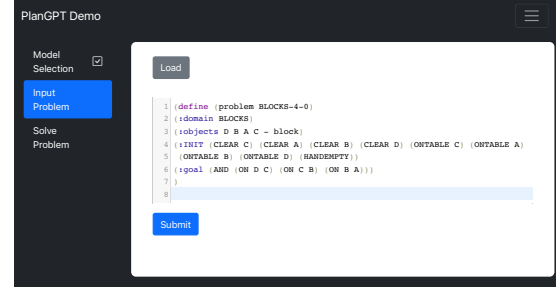 PlanGPT Demo
Model
Selection
Input
Problem
Solve
Problem
Load
1 (define (problem BLOCKS-4-0)
2 (:domain BLOCKS)
3 (:objects D B A C - block)
4 (:INIT (CLEAR C) (CLEAR A) (CLEAR B) (CLEAR D) (ONTABLE C) (ONTABLE A)
5 (ONTABLE B) (ONTABLE D) (HANDEMPTY))
6 (:goal (AND (ON D C) (ON C B) (ON B A)))
7 )
8
Submit